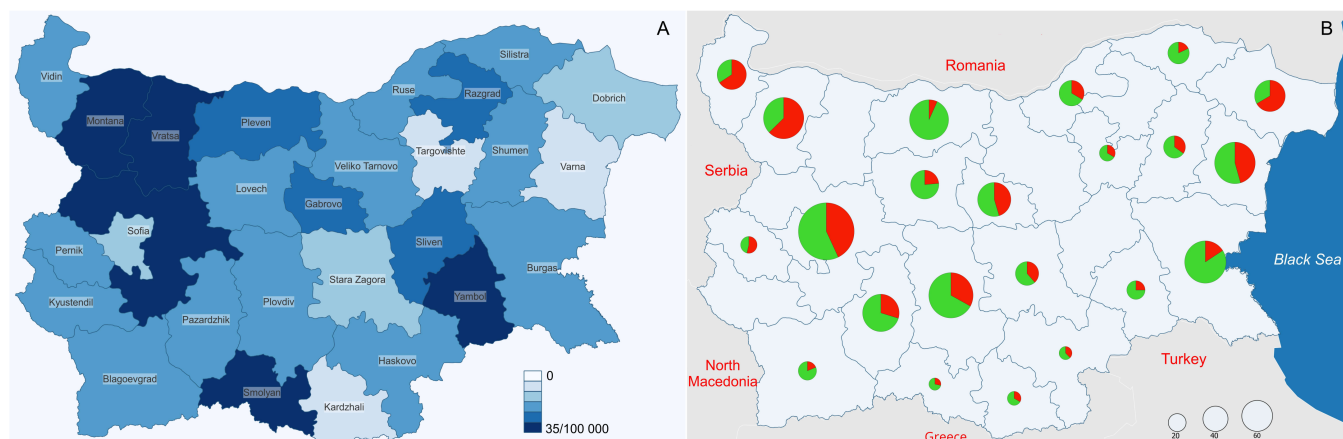 A
Silistra
Vidin
Ruse
Razgrad
Dobrich
Montana
Vratsa
Pleven
Targovishte
Shumen
Varna
Veliko Tarnovo
Lovech
Gabrovo
Sofia
Sliven
Pernik
Burgas
Stara Zagora
Kyustendil
Plovdiv
Yambol
Pazardzhik
Haskovo
Blagoevgrad
Smolyan
Kardzhali
0
35/100 000
B
Romania
Serbia
Black Sea
North
Macedonia
Turkey
Greece
20
40
60